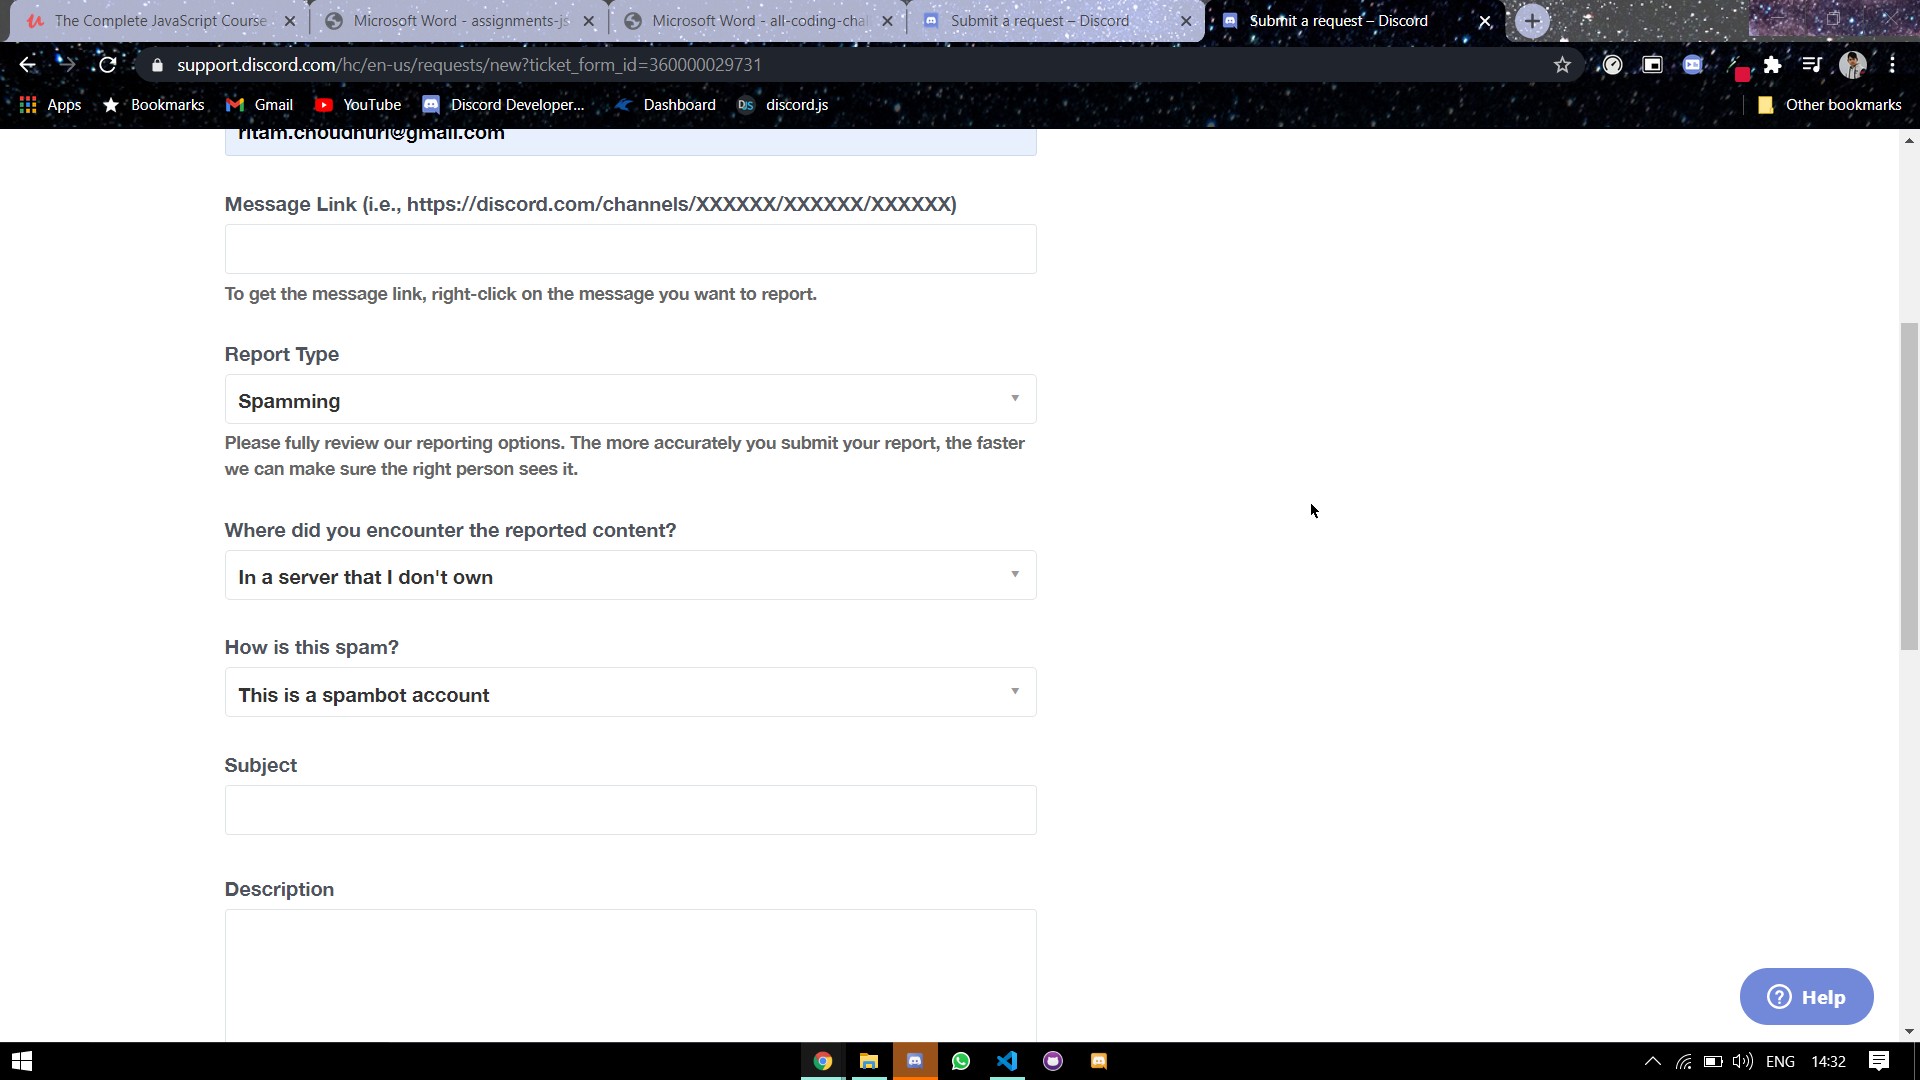 The Complete JavaScript Course
Microsoft Word - assignments-js
Microsoft Word - all-coding-chal
Submit a request – Discord
Submit a request – Discord
support.discord.com/hc/en-us/requests/new?ticket_form_id=360000029731
Apps
Bookmarks
Gmail
YouTube
Discord Developer...
Dashboard
DJS
discord.js
Other bookmarks
ritam.choudhuri@gmail.com
Message Link (i.e., https://discord.com/channels/XXXXXX/XXXXXX/XXXXXX)
To get the message link, right-click on the message you want to report.
Report Type
Spamming
Please fully review our reporting options. The more accurately you submit your report, the faster
we can make sure the right person sees it.
Where did you encounter the reported content?
In a server that I don't own
How is this spam?
This is a spambot account
Subject
Description
Help
ENG
14:32